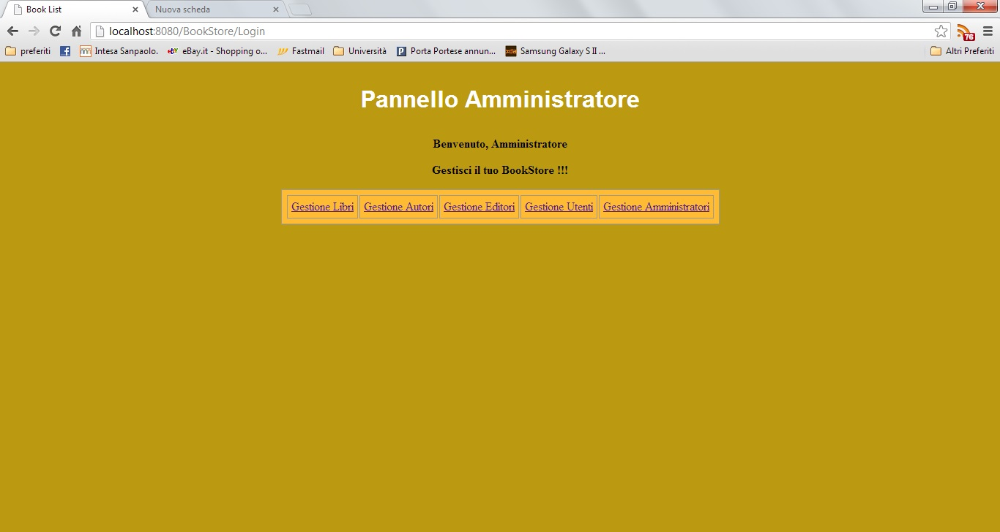 Book List
Nuova scheda
localhost:8080/BookStore/Login
76
preferiti
Intesa Sanpaolo.
eBay.it - Shopping o...
Fastmail
Università
Porta Portese annun...
Samsung Galaxy S II ...
Altri Preferiti
Pannello Amministratore
Benvenuto, Amministratore
Gestisci il tuo BookStore !!!
Gestione Libri Gestione Autori Gestione Editori Gestione Utenti Gestione Amministratori